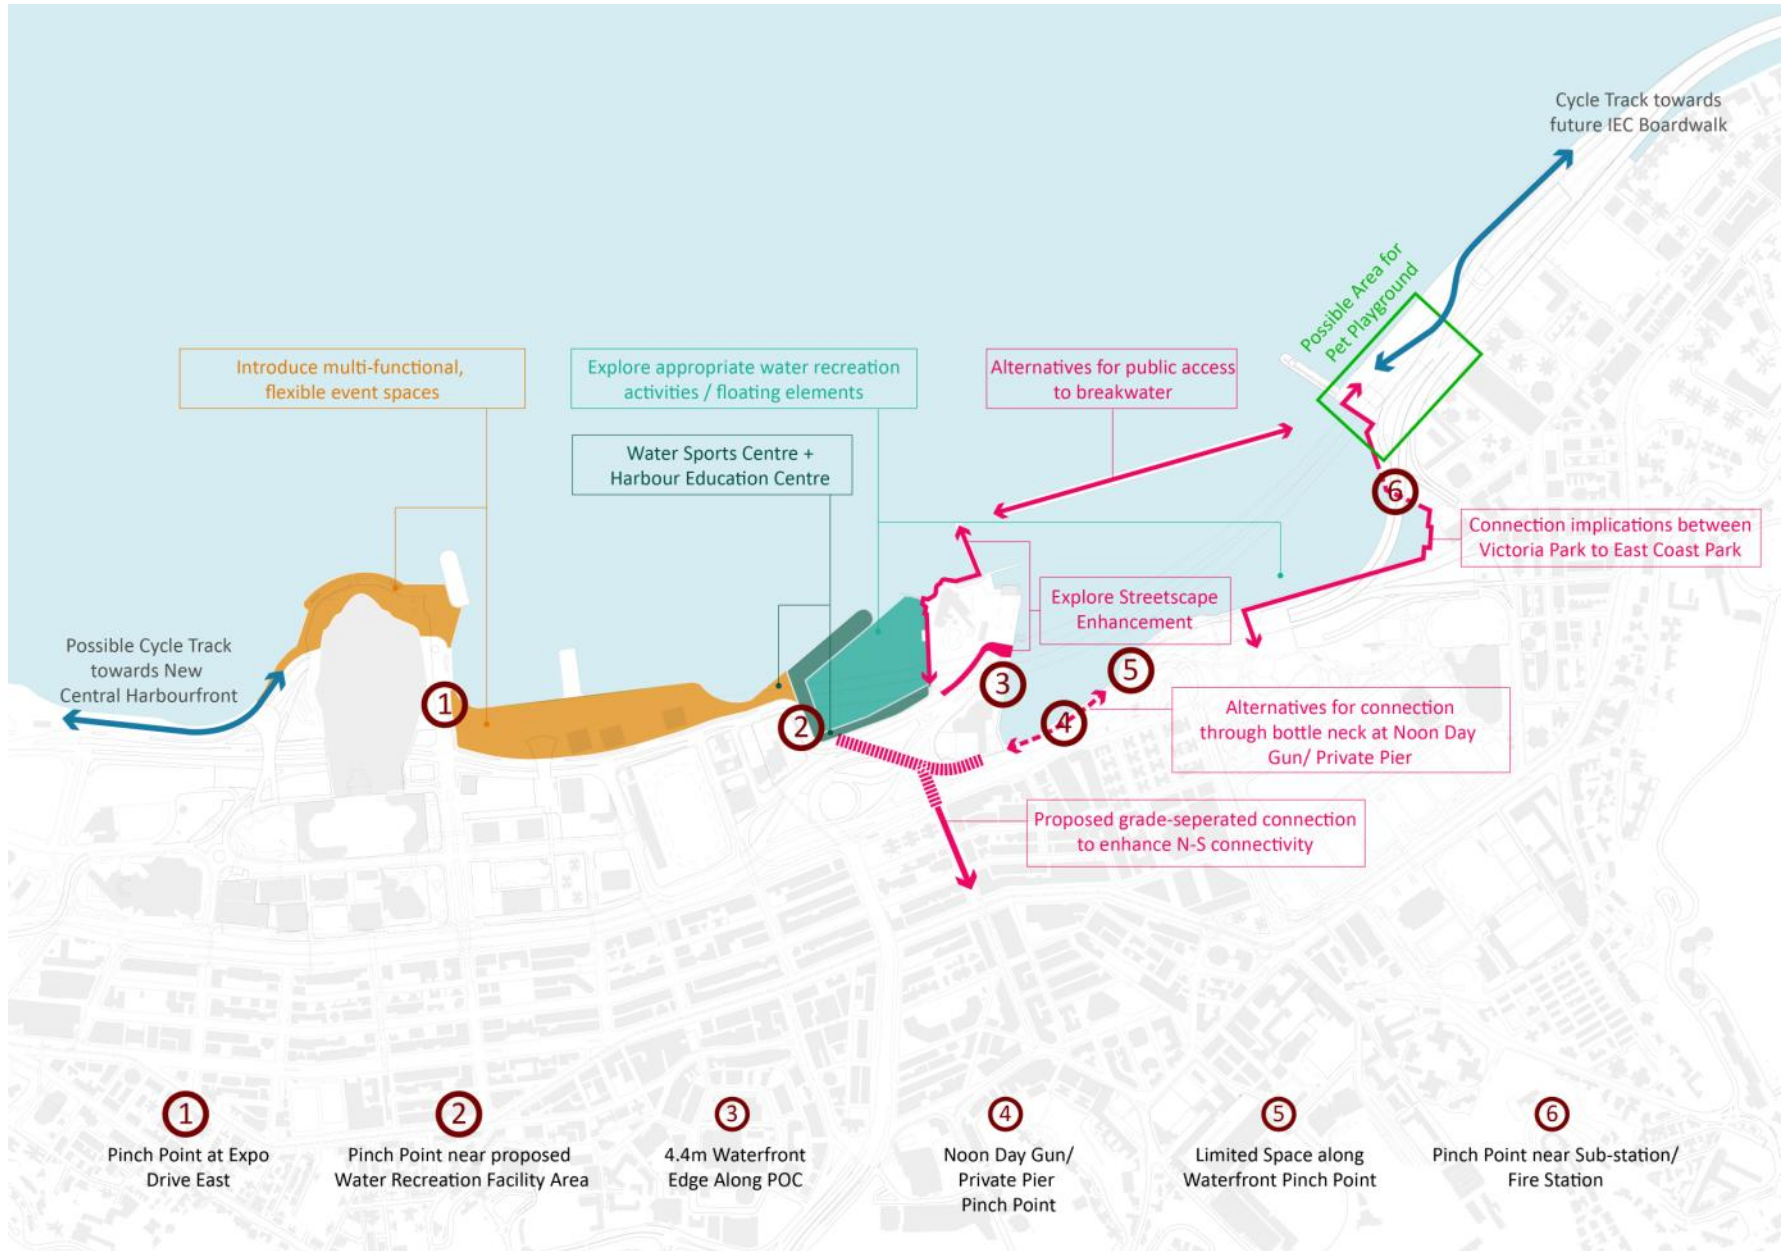 Cycle Track towards
future IEC Boardwalk
Possible Area for
Pet Playground
Introduce multi-functional,
flexible event spaces
Explore appropriate water recreation
activities / floating elements
Alternatives for public access
to breakwater
Water Sports Centre +
Harbour Education Centre
6
Connection implications between
Victoria Park to East Coast Park
Explore Streetscape
Enhancement
Possible Cycle Track
towards New
Central Harbourfront
1
2
3
4
5
Alternatives for connection
through bottle neck at Noon Day
Gun/ Private Pier
Proposed grade-seperated connection
to enhance N-S connectivity
1
Pinch Point at Expo
Drive East
2
Pinch Point near proposed
Water Recreation Facility Area
3
4.4m Waterfront
Edge Along POC
4
Noon Day Gun/
Private Pier
Pinch Point
5
Limited Space along
Waterfront Pinch Point
6
Pinch Point near Sub-station/
Fire Station